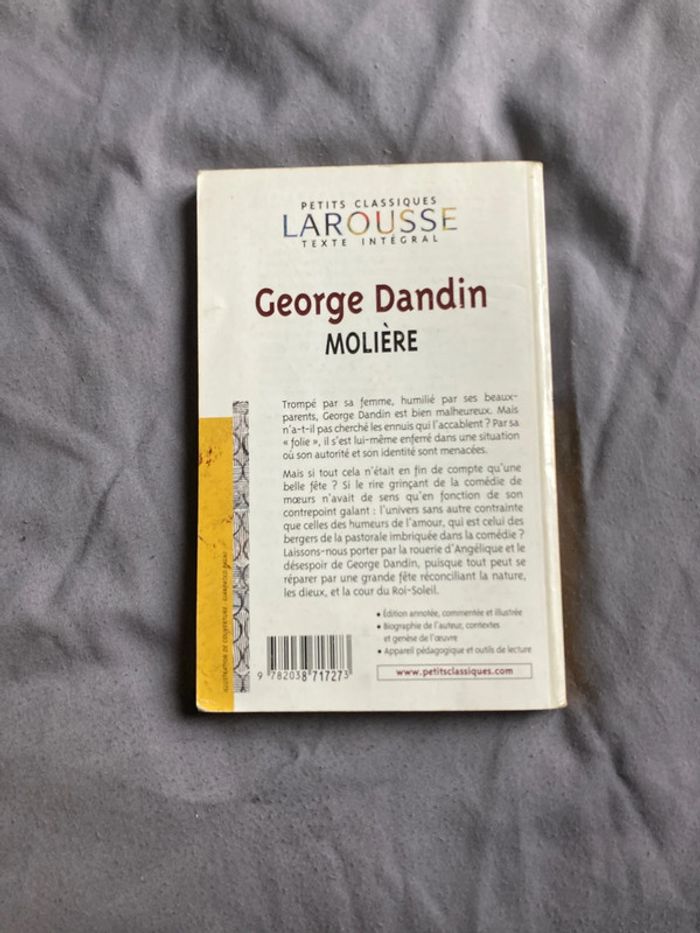 PETITS CLASSIQUES
LAROUSSE
TEXTE INTÉGRAL
George Dandin
MOLIÈRE
Trompé par sa femme, humilié par ses beaux-
parents, George Dandin est bien malheureux. Mais
n'a-t-il pas cherché les ennuis qui l'accablent ? Par sa
« folie », il s'est lui-même enferré dans une situation
où son autorité et son identité sont menacées.
Mais si tout cela n'était en fin de compte qu'une
belle fête ? Si le rire grinçant de la comédie de
mœurs n'avait de sens qu'en fonction de son
contrepoint galant : l'univers sans autre contrainte
que celles des humeurs de l'amour, qui est celui des
bergers de la pastorale imbriquée dans la comédie ?
Laissons-nous porter par la rouerie d'Angélique et le
désespoir de George Dandin, puisque tout peut se
réparer par une grande fête réconciliant la nature,
les dieux, et la cour du Roi-Soleil.
• Édition annotée, commentée et illustrée
• Biographie de l'auteur, contextes
et genèse de l'œuvre
• Appareil pédagogique et outils de lecture
www.petitsclassiques.com
9 782038 717273
ILLUSTRATION DE COUVERTURE :